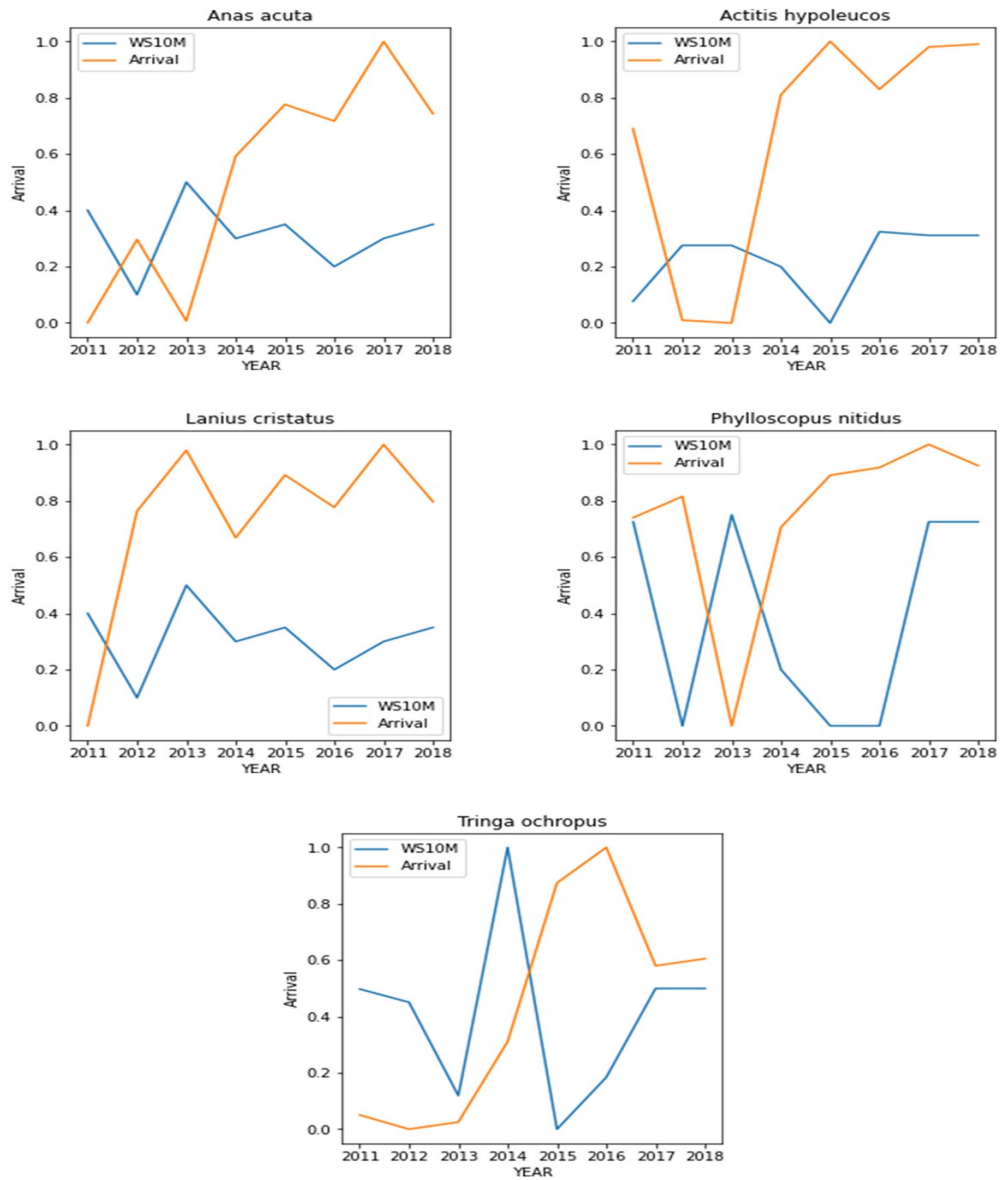 Anas acuta
WS10M
Arrival
1.0
0.8
0.6
0.4
0.2
0.0
Arrival
2011 2012 2013 2014 2015 2016 2017 2018
YEAR
Actitis hypoleucos
WS10M
Arrival
1.0
0.8
0.6
0.4
0.2
0.0
Arrival
2011 2012 2013 2014 2015 2016 2017 2018
YEAR
Lanius cristatus
1.0
0.8
0.6
0.4
0.2
0.0
Arrival
WS10M
Arrival
2011 2012 2013 2014 2015 2016 2017 2018
YEAR
Phylloscopus nitidus
WS10M
Arrival
1.0
0.8
0.6
0.4
0.2
0.0
Arrival
2011 2012 2013 2014 2015 2016 2017 2018
YEAR
Tringa ochropus
WS10M
Arrival
1.0
0.8
0.6
0.4
0.2
0.0
Arrival
2011 2012 2013 2014 2015 2016 2017 2018
YEAR